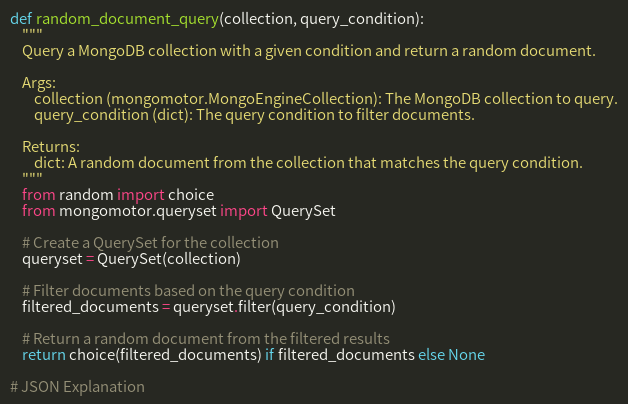 def random_document_query(collection, query_condition):
    """
    Query a MongoDB collection with a given condition and return a random document.

    Args:
        collection (mongomotor.MongoEngineCollection): The MongoDB collection to query.
        query_condition (dict): The query condition to filter documents.

    Returns:
        dict: A random document from the collection that matches the query condition.
    """
    from random import choice
    from mongomotor.queryset import QuerySet

    # Create a QuerySet for the collection
    queryset = QuerySet(collection)

    # Filter documents based on the query condition
    filtered_documents = queryset.filter(query_condition)

    # Return a random document from the filtered results
    return choice(filtered_documents) if filtered_documents else None

# JSON Explanation